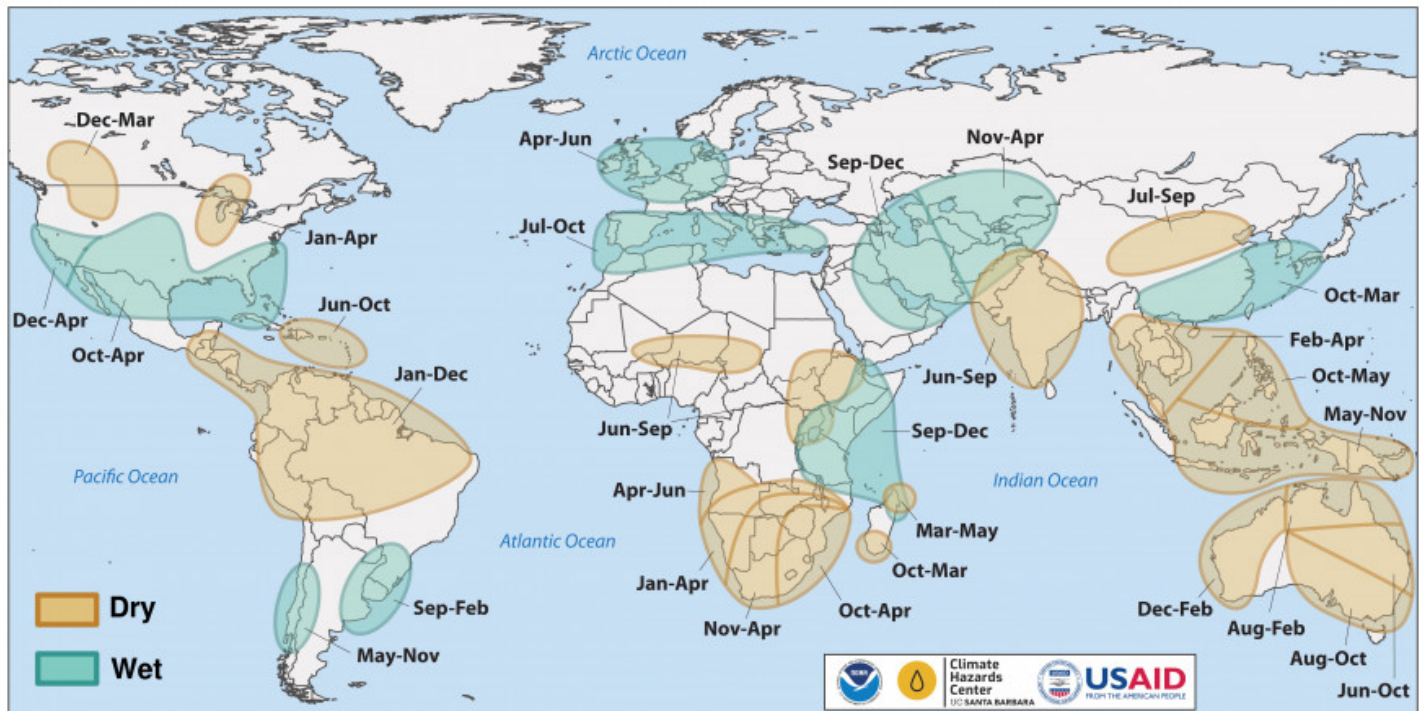 Arctic Ocean
Dec-Mar
Apr-Jun
Nov-Apr
Sep-Dec
Jul-Sep
Jul-Oct
Jan-Apr
Oct-Mar
Dec-Apr
Jun-Oct
Feb-Apr
Oct-Apr
Jan-Dec
Jun-Sep
Oct-May
May-Nov
Jun-Sep
Sep-Dec
Pacific Ocean
Indian Ocean
Apr-Jun
Mar-May
Atlantic Ocean
Oct-Mar
Jan-Apr
Dry
Sep-Feb
Oct-Apr
Dec-Feb
Nov-Apr
Aug-Feb
May-Nov
Wet
Aug-Oct
Jun-Oct
Climate
Hazards
Center
UC SANTA BARBARA
USAID
FROM THE AMERICAN PEOPLE